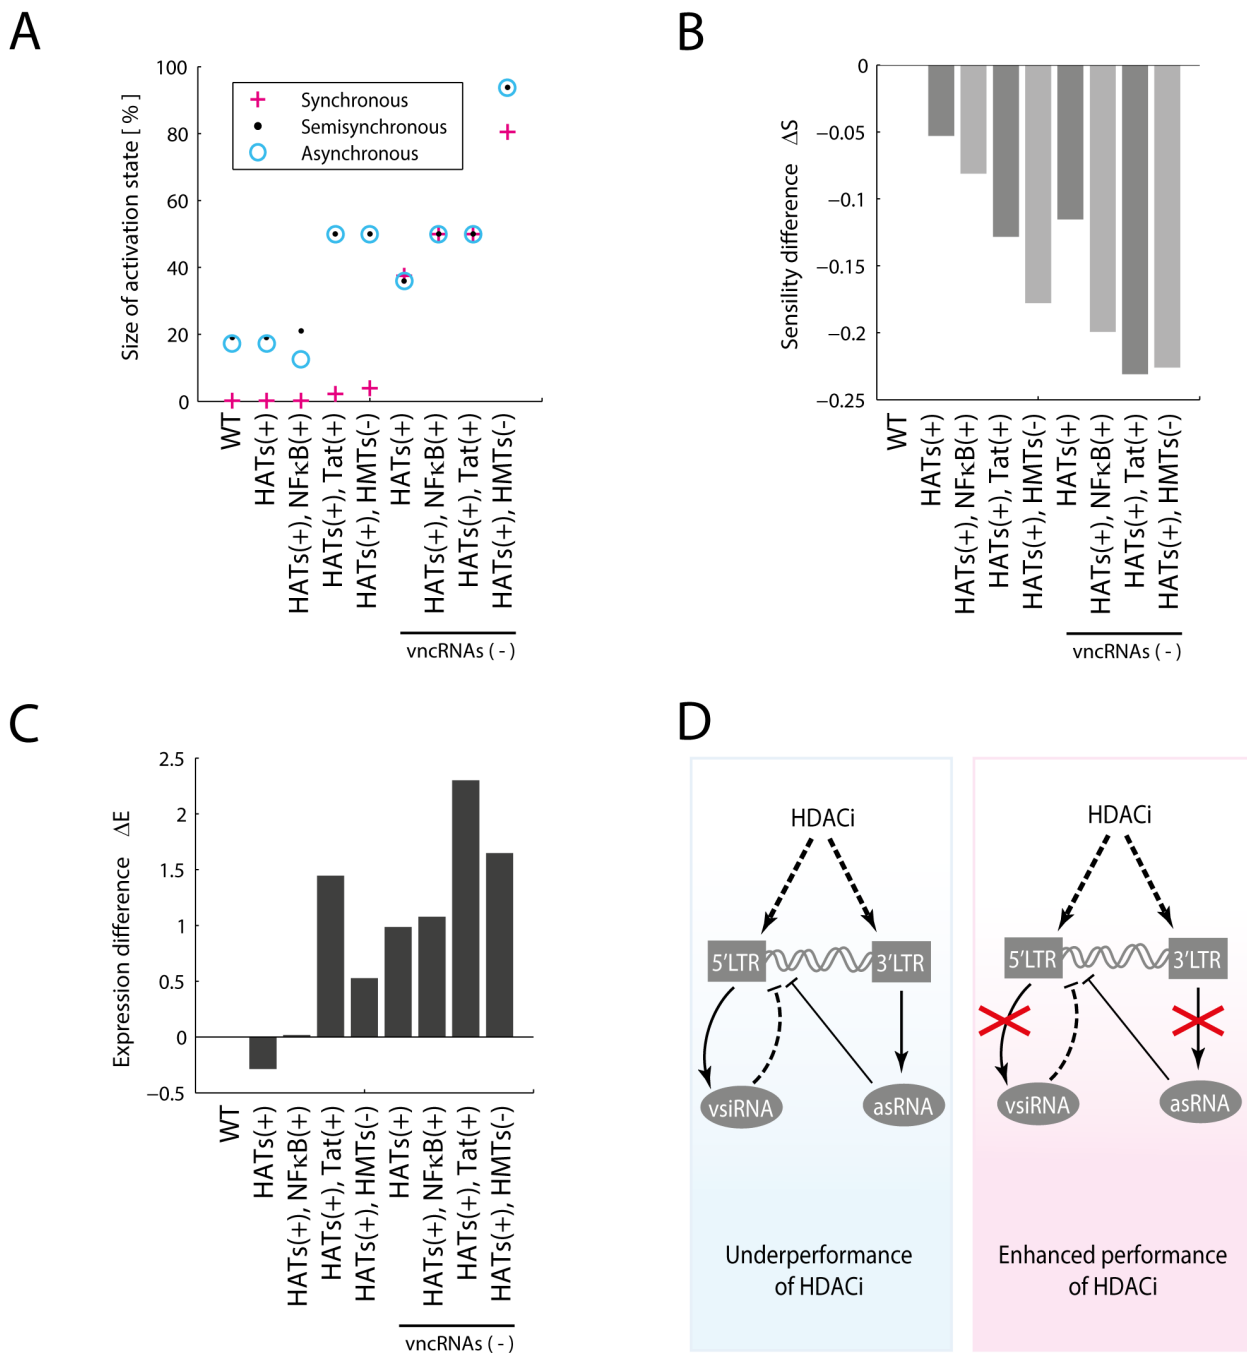 A
Size of activation state [ % ]
100
80
60
40
20
0
Synchronous
Semisynchronous
Asynchronous
WT
HATs(+)
HATs(+), NFκB(+)
HATs(+), Tat(+)
HATs(+), HMTs(-)
HATs(+)
HATs(+), NFκB(+)
HATs(+), Tat(+)
HATs(+), HMTs(-)
vncRNAs ( - )
B
Sensility difference ΔS
0
−0.05
−0.1
−0.15
−0.2
−0.25
WT
HATs(+)
HATs(+), NFκB(+)
HATs(+), Tat(+)
HATs(+), HMTs(-)
HATs(+)
HATs(+), NFκB(+)
HATs(+), Tat(+)
HATs(+), HMTs(-)
vncRNAs ( - )
C
Expression difference ΔE
2.5
2
1.5
1
0.5
0
−0.5
WT
HATs(+)
HATs(+), NFκB(+)
HATs(+), Tat(+)
HATs(+), HMTs(-)
HATs(+)
HATs(+), NFκB(+)
HATs(+), Tat(+)
HATs(+), HMTs(-)
vncRNAs ( - )
D
HDACi
5'LTR
3'LTR
vsiRNA
asRNA
Underperformance
of HDACi
HDACi
5'LTR
3'LTR
vsiRNA
asRNA
Enhanced performance
of HDACi